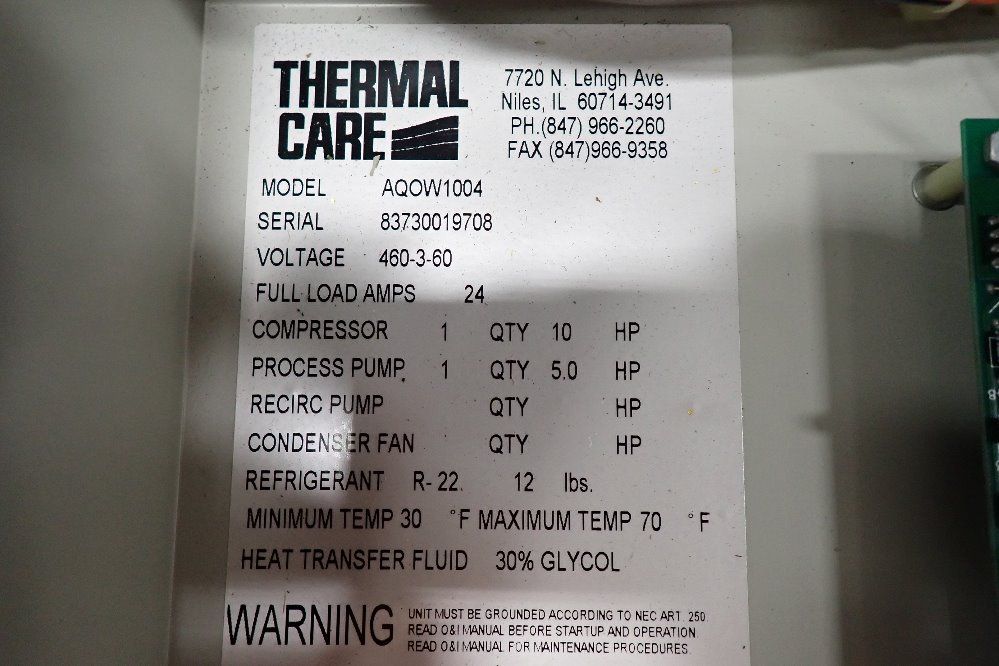 THERMAL
CARE
7720 N. Lehigh Ave.
Niles, IL 60714-3491
PH.(847) 966-2260
FAX (847)966-9358
MODEL AQOW1004
SERIAL 83730019708
VOLTAGE 460-3-60
FULL LOAD AMPS 24
COMPRESSOR 1 QTY 10 HP
PROCESS PUMP 1 QTY 5.0 HP
RECIRC PUMP QTY HP
CONDENSER FAN QTY HP
REFRIGERANT R-22 12 lbs.
MINIMUM TEMP 30 °F MAXIMUM TEMP 70 °F
HEAT TRANSFER FLUID 30% GLYCOL
WARNING
UNIT MUST BE GROUNDED ACCORDING TO NEC ART. 250.
READ O&I MANUAL BEFORE STARTUP AND OPERATION.
READ O&I MANUAL FOR MAINTENANCE PROCEDURES.